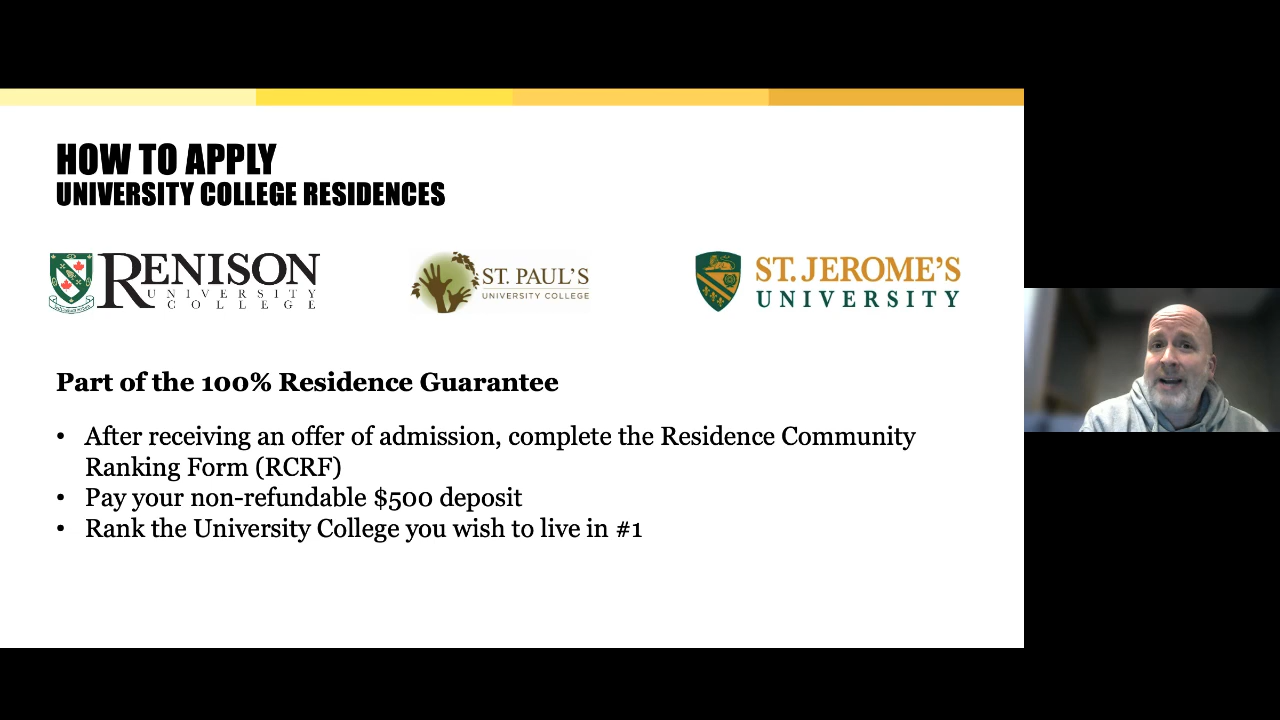 HOW TO APPLY
UNIVERSITY COLLEGE RESIDENCES
RENISON
UNIVERSITY
COLLEGE
ST. PAUL'S
UNIVERSITY COLLEGE
ST. JEROME'S
UNIVERSITY
Part of the 100% Residence Guarantee
• After receiving an offer of admission, complete the Residence Community
Ranking Form (RCRF)
• Pay your non-refundable $500 deposit
• Rank the University College you wish to live in #1